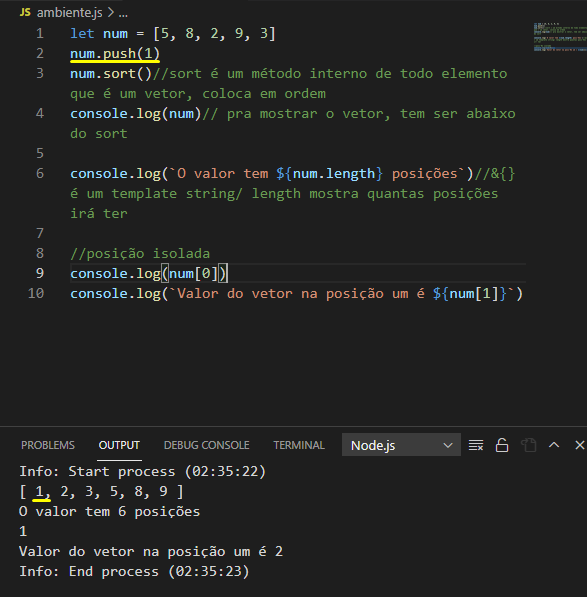 JS ambiente.js > ...
1 let num = [5, 8, 2, 9, 3]
2 num.push(1)
3 num.sort()//sort é um método interno de todo elemento
que é um vetor, coloca em ordem
4 console.log(num)// pra mostrar o vetor, tem ser abaixo
do sort
5
6 console.log(`O valor tem ${num.length} posições`)//&{}
é um template string/ length mostra quantas posições
irá ter
7
8 //posição isolada
9 console.log(num[0])
10 console.log(`Valor do vetor na posição um é ${num[1]}`)
PROBLEMS OUTPUT DEBUG CONSOLE TERMINAL Node.js
Info: Start process (02:35:22)
[ 1, 2, 3, 5, 8, 9 ]
O valor tem 6 posições
1
Valor do vetor na posição um é 2
Info: End process (02:35:23)